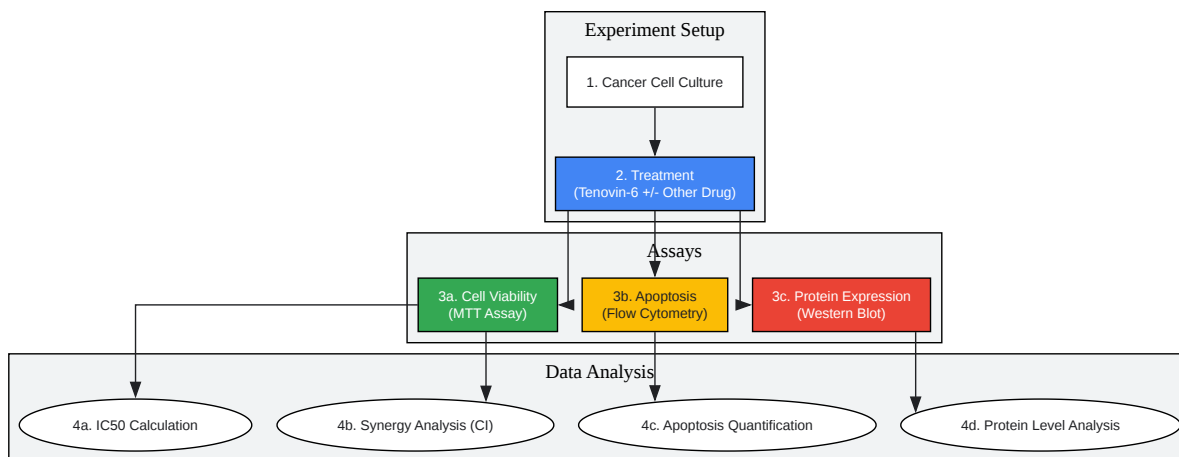 Experiment Setup
1. Cancer Cell Culture
2. Treatment
(Tenovin-6 +/- Other Drug)
Assays
3a. Cell Viability
(MTT Assay)
3b. Apoptosis
(Flow Cytometry)
3c. Protein Expression
(Western Blot)
Data Analysis
4a. IC50 Calculation
4b. Synergy Analysis (CI)
4c. Apoptosis Quantification
4d. Protein Level Analysis